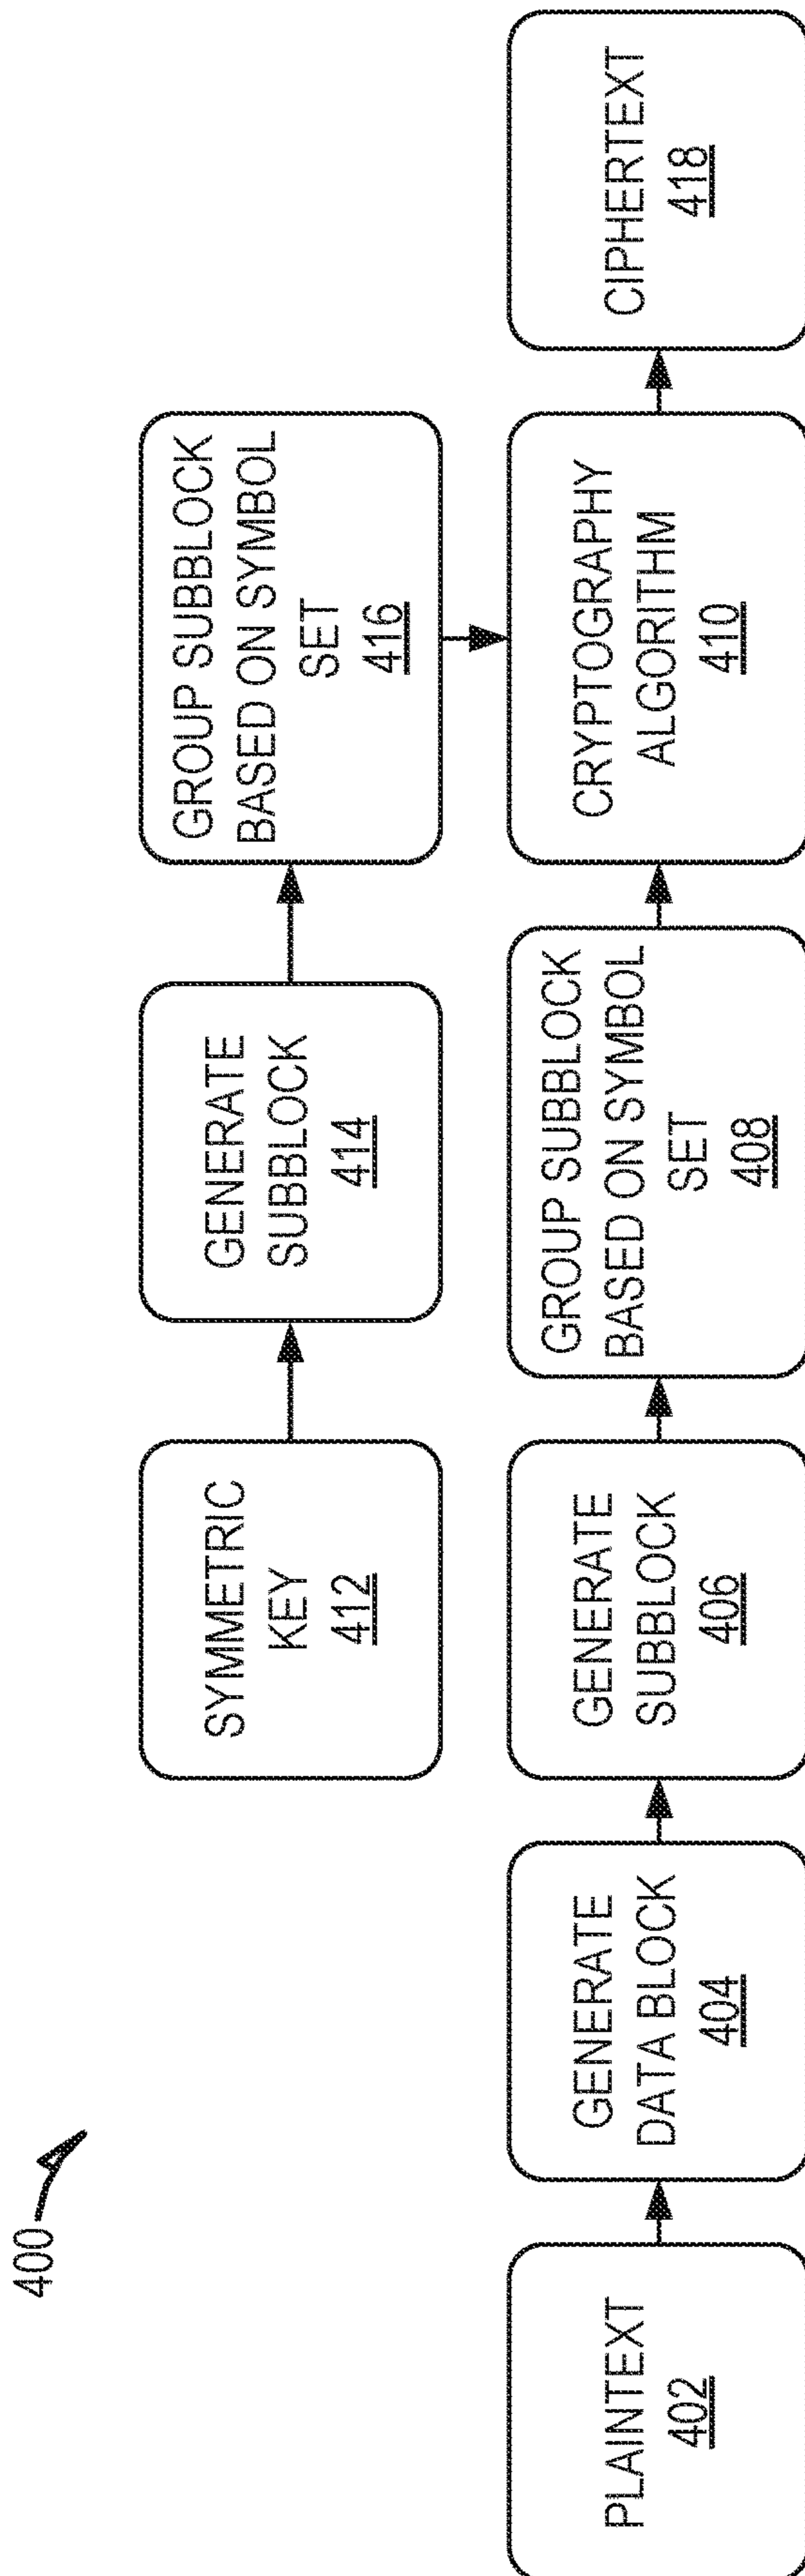 400
SYMMETRIC
KEY
412
GENERATE
SUBBLOCK
414
GROUP SUBBLOCK
BASED ON SYMBOL
SET
416
PLAINTEXT
402
GENERATE
DATA BLOCK
404
GENERATE
SUBBLOCK
406
GROUP SUBBLOCK
BASED ON SYMBOL
SET
408
CRYPTOGRAPHY
ALGORITHM
410
CIPHERTEXT
418